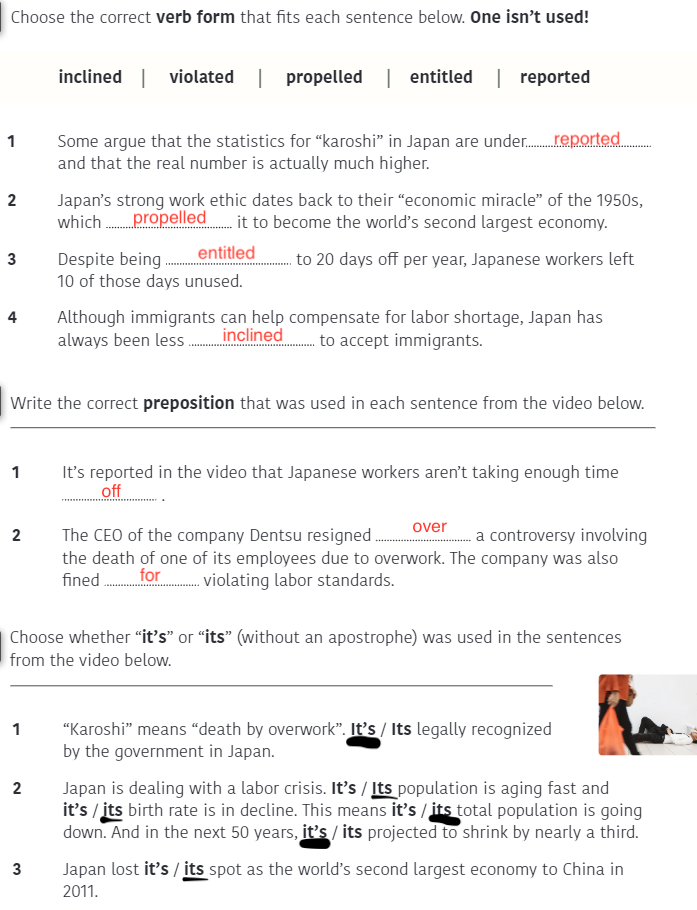 Choose the correct verb form that fits each sentence below. One isn't used!
inclined | violated | propelled | entitled | reported
1 Some argue that the statistics for “karoshi” in Japan are under......reported......
and that the real number is actually much higher.
2 Japan's strong work ethic dates back to their “economic miracle” of the 1950s,
which ......propelled...... it to become the world's second largest economy.
3 Despite being ......entitled...... to 20 days off per year, Japanese workers left
10 of those days unused.
4 Although immigrants can help compensate for labor shortage, Japan has
always been less ......inclined...... to accept immigrants.
Write the correct preposition that was used in each sentence from the video below.
1 It's reported in the video that Japanese workers aren't taking enough time
......off...... .
2 The CEO of the company Dentsu resigned ......over...... a controversy involving
the death of one of its employees due to overwork. The company was also
fined ......for...... violating labor standards.
Choose whether “it's” or “its” (without an apostrophe) was used in the sentences
from the video below.
1 “Karoshi” means “death by overwork”. It's / Its legally recognized
by the government in Japan.
2 Japan is dealing with a labor crisis. It's / Its population is aging fast and
it's / its birth rate is in decline. This means it's / its total population is going
down. And in the next 50 years, it's / its projected to shrink by nearly a third.
3 Japan lost it's / its spot as the world's second largest economy to China in
2011.